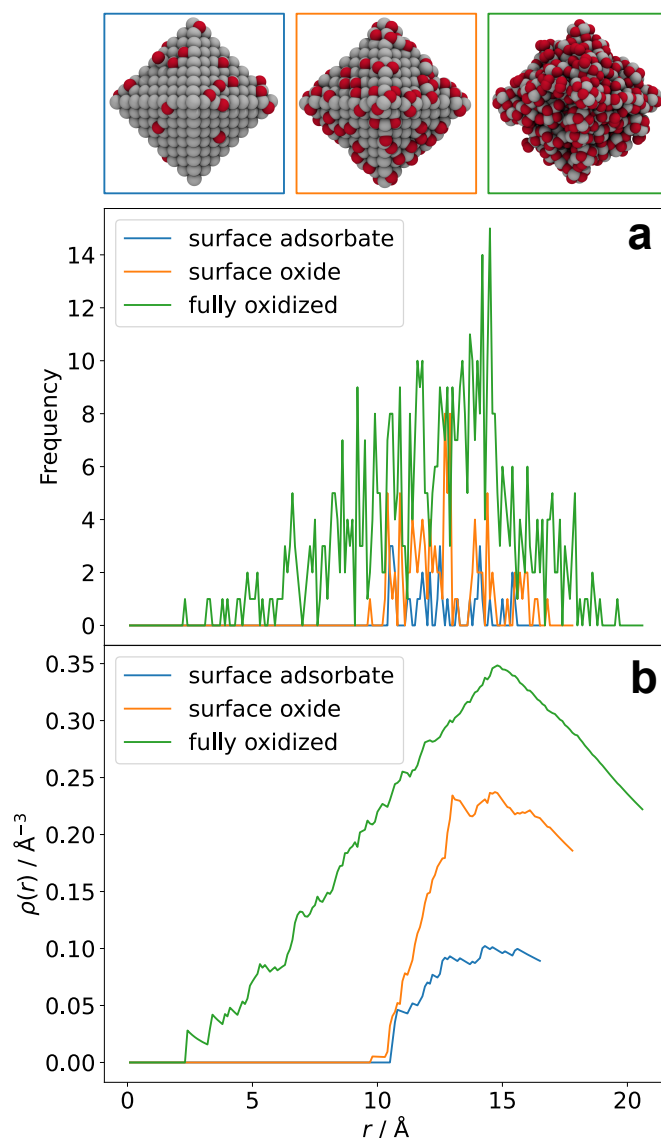 a
surface adsorbate
surface oxide
fully oxidized
14
12
10
8
6
4
2
0
Frequency
b
surface adsorbate
surface oxide
fully oxidized
0.35
0.30
0.25
0.20
0.15
0.10
0.05
0.00
ρ(r) / Å⁻³
0 5 10 15 20
r / Å